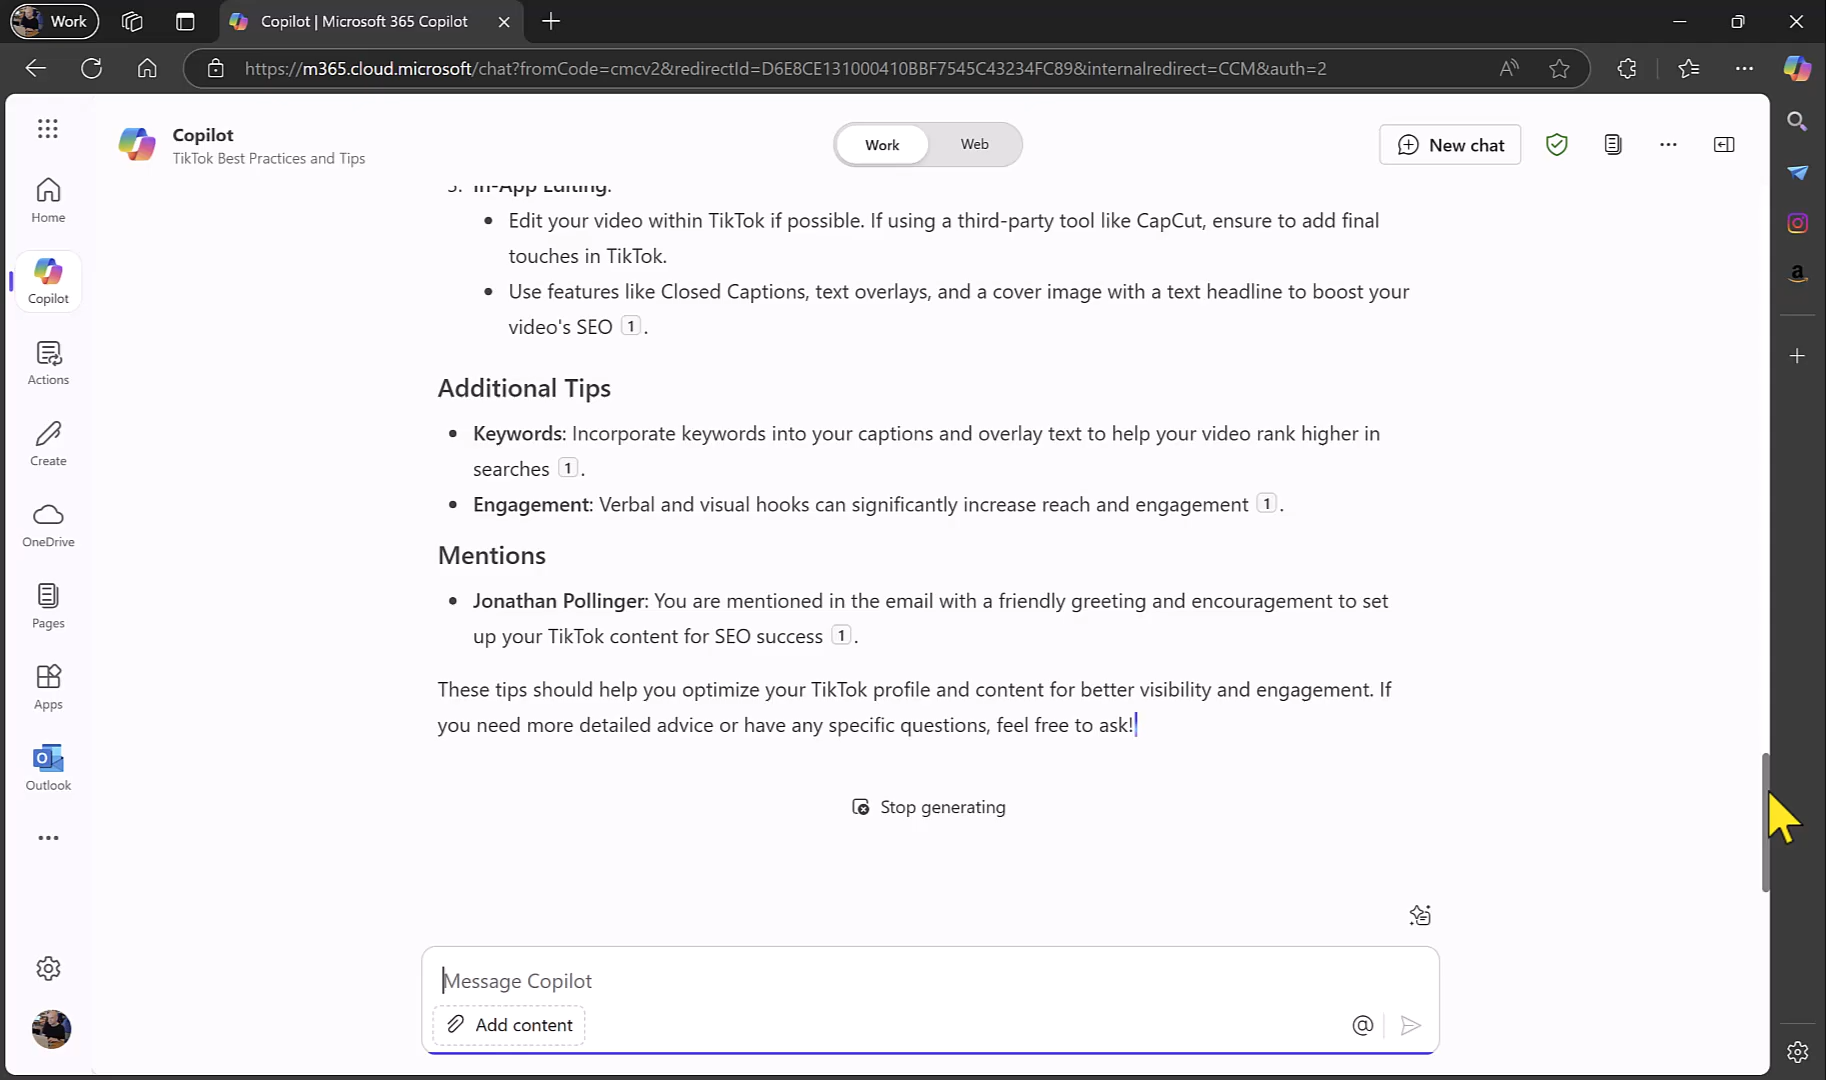 Work
Copilot | Microsoft 365 Copilot
https://m365.cloud.microsoft/chat?fromCode=cmcv2&redirectId=D6E8CE131000410BBF7545C43234FC89&internalredirect=CCM&auth=2
Copilot
TikTok Best Practices and Tips
Work
Web
New chat
Home
Copilot
Actions
Create
OneDrive
Pages
Apps
Outlook
In-App Editing:
• Edit your video within TikTok if possible. If using a third-party tool like CapCut, ensure to add final
touches in TikTok.
• Use features like Closed Captions, text overlays, and a cover image with a text headline to boost your
video's SEO 1.
Additional Tips
• Keywords: Incorporate keywords into your captions and overlay text to help your video rank higher in
searches 1.
• Engagement: Verbal and visual hooks can significantly increase reach and engagement 1.
Mentions
• Jonathan Pollinger: You are mentioned in the email with a friendly greeting and encouragement to set
up your TikTok content for SEO success 1.
These tips should help you optimize your TikTok profile and content for better visibility and engagement. If
you need more detailed advice or have any specific questions, feel free to ask!
Stop generating
Message Copilot
Add content